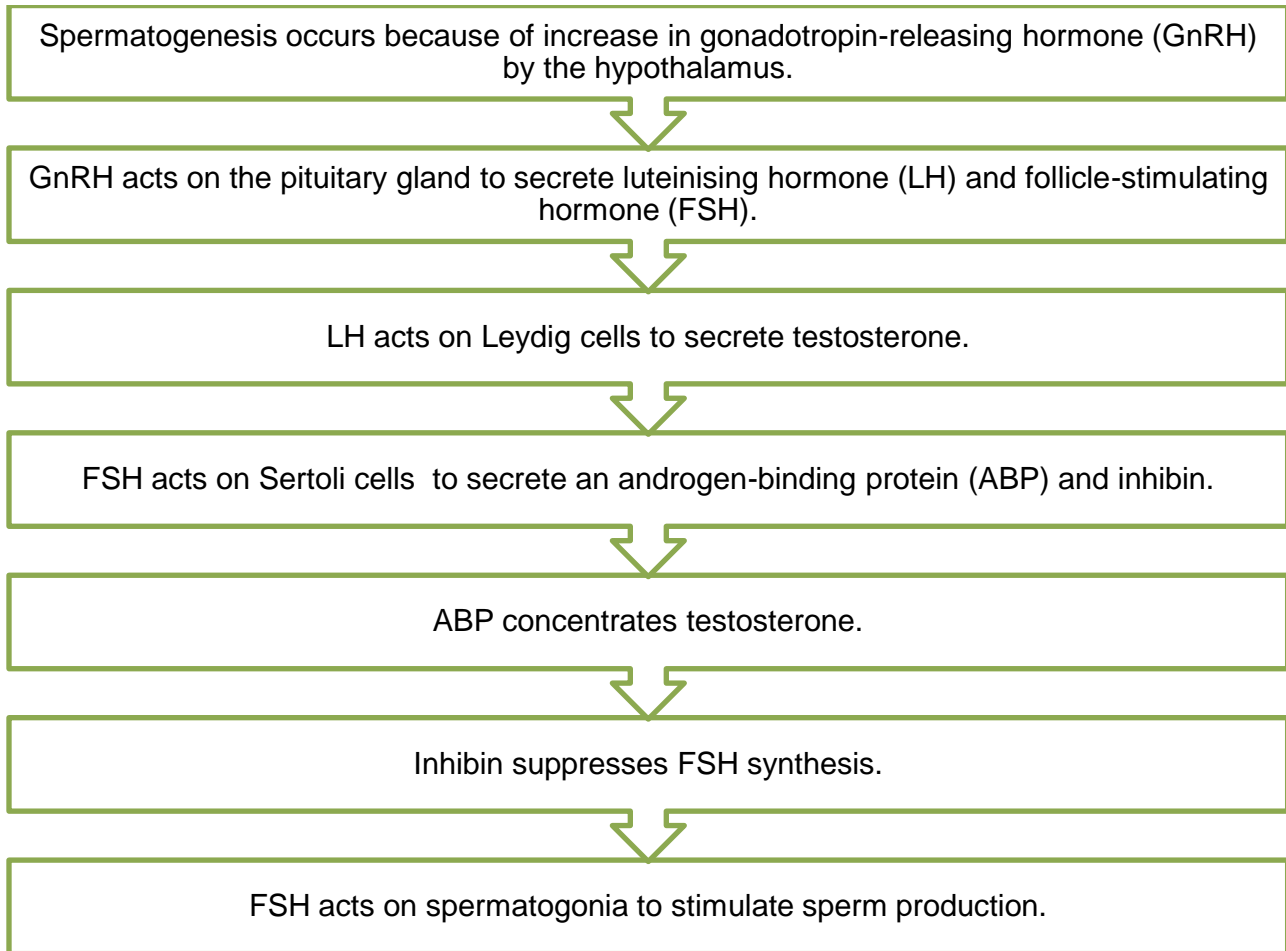 Spermatogenesis occurs because of increase in gonadotropin-releasing hormone (GnRH)
by the hypothalamus.
GnRH acts on the pituitary gland to secrete luteinising hormone (LH) and follicle-stimulating
hormone (FSH).
LH acts on Leydig cells to secrete testosterone.
FSH acts on Sertoli cells  to secrete an androgen-binding protein (ABP) and inhibin.
ABP concentrates testosterone.
Inhibin suppresses FSH synthesis.
FSH acts on spermatogonia to stimulate sperm production.